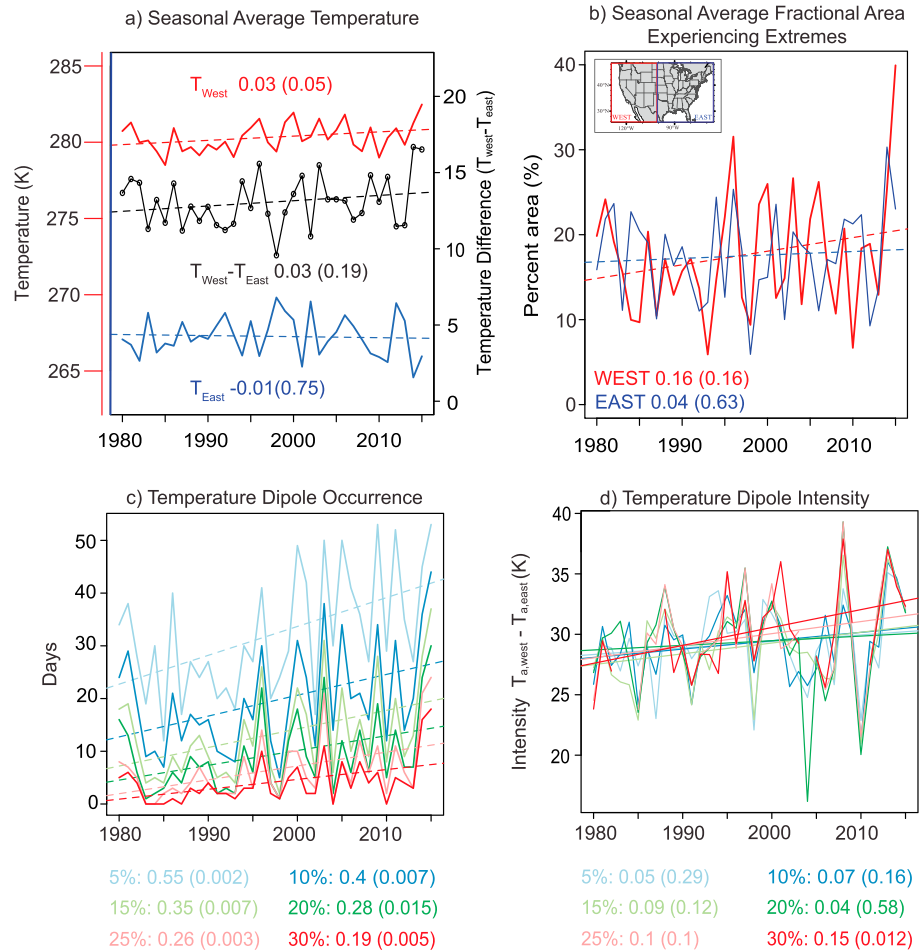 a) Seasonal Average Temperature
285
280
275
270
265
Temperature (K)
T_West 0.03 (0.05)
T_West-T_East 0.03 (0.19)
T_East -0.01(0.75)
20
15
10
5
0
Temperature Difference (T_west-T_east)
1980 1990 2000 2010
b) Seasonal Average Fractional Area
Experiencing Extremes
40
30
20
10
0
Percent area (%)
40°N
30°N
WEST EAST
120°W 90°W
WEST 0.16 (0.16)
EAST 0.04 (0.63)
1980 1990 2000 2010
c) Temperature Dipole Occurrence
50
40
30
20
10
0
Days
1980 1990 2000 2010
5%: 0.55 (0.002) 10%: 0.4 (0.007)
15%: 0.35 (0.007) 20%: 0.28 (0.015)
25%: 0.26 (0.003) 30%: 0.19 (0.005)
d) Temperature Dipole Intensity
40
35
30
25
20
Intensity T_a,west - T_a,east (K)
1980 1990 2000 2010
5%: 0.05 (0.29) 10%: 0.07 (0.16)
15%: 0.09 (0.12) 20%: 0.04 (0.58)
25%: 0.1 (0.1) 30%: 0.15 (0.012)